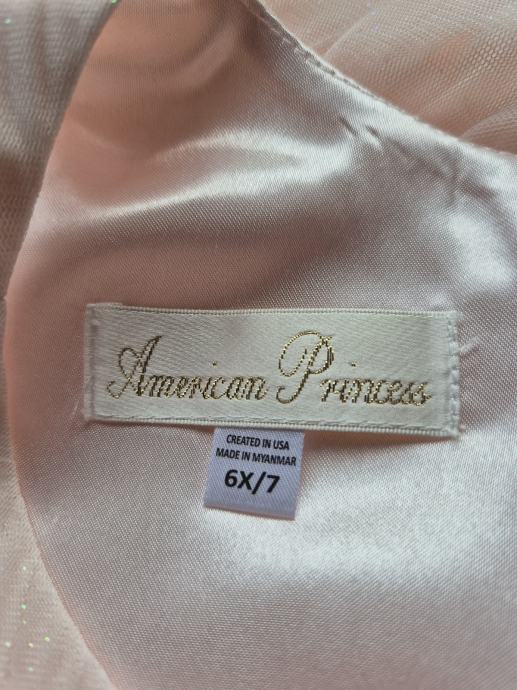 American Princess
CREATED IN USA
MADE IN MYANMAR
6X/7